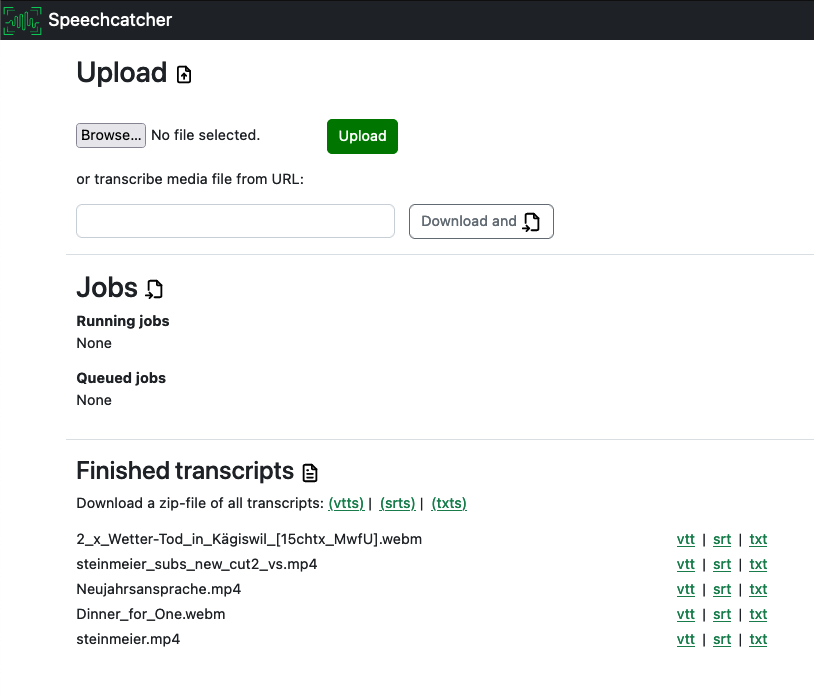 Speechcatcher
Upload
Browse... No file selected. Upload
or transcribe media file from URL:
Download and
Jobs
Running jobs
None
Queued jobs
None
Finished transcripts
Download a zip-file of all transcripts: (vtts) | (srts) | (txts)
2_x_Wetter-Tod_in_Kägiswil_[15chtx_MwfU].webm vtt | srt | txt
steinmeier_subs_new_cut2_vs.mp4 vtt | srt | txt
Neujahrsansprache.mp4 vtt | srt | txt
Dinner_for_One.webm vtt | srt | txt
steinmeier.mp4 vtt | srt | txt